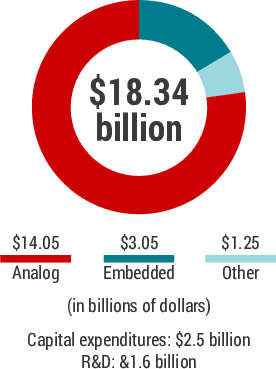 $18.34
billion
$14.05 $3.05 $1.25
Analog Embedded Other
(in billions of dollars)
Capital expenditures: $2.5 billion
R&D: &1.6 billion